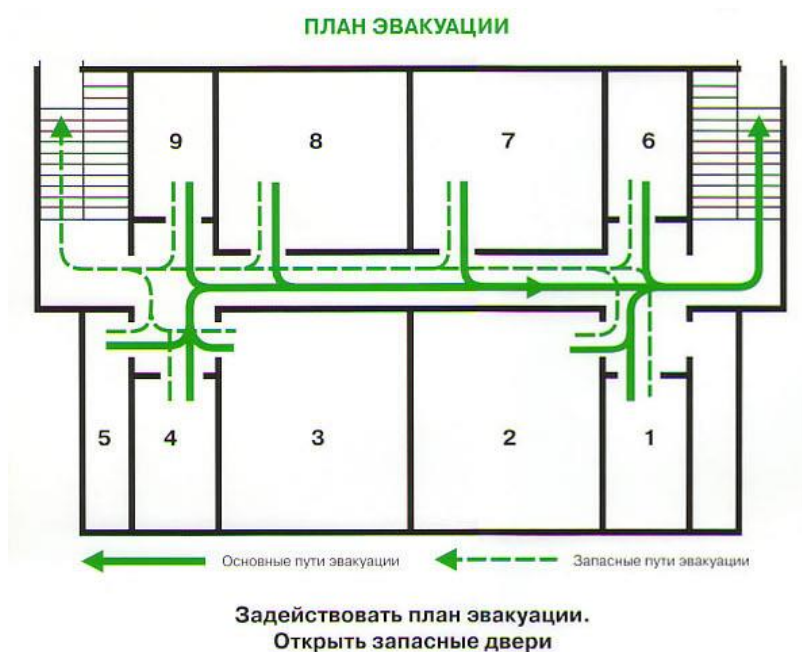 ПЛАН ЭВАКУАЦИИ
9 8 7 6
5 4 3 2 1
Основные пути эвакуации Запасные пути эвакуации
Задействовать план эвакуации.
Открыть запасные двери